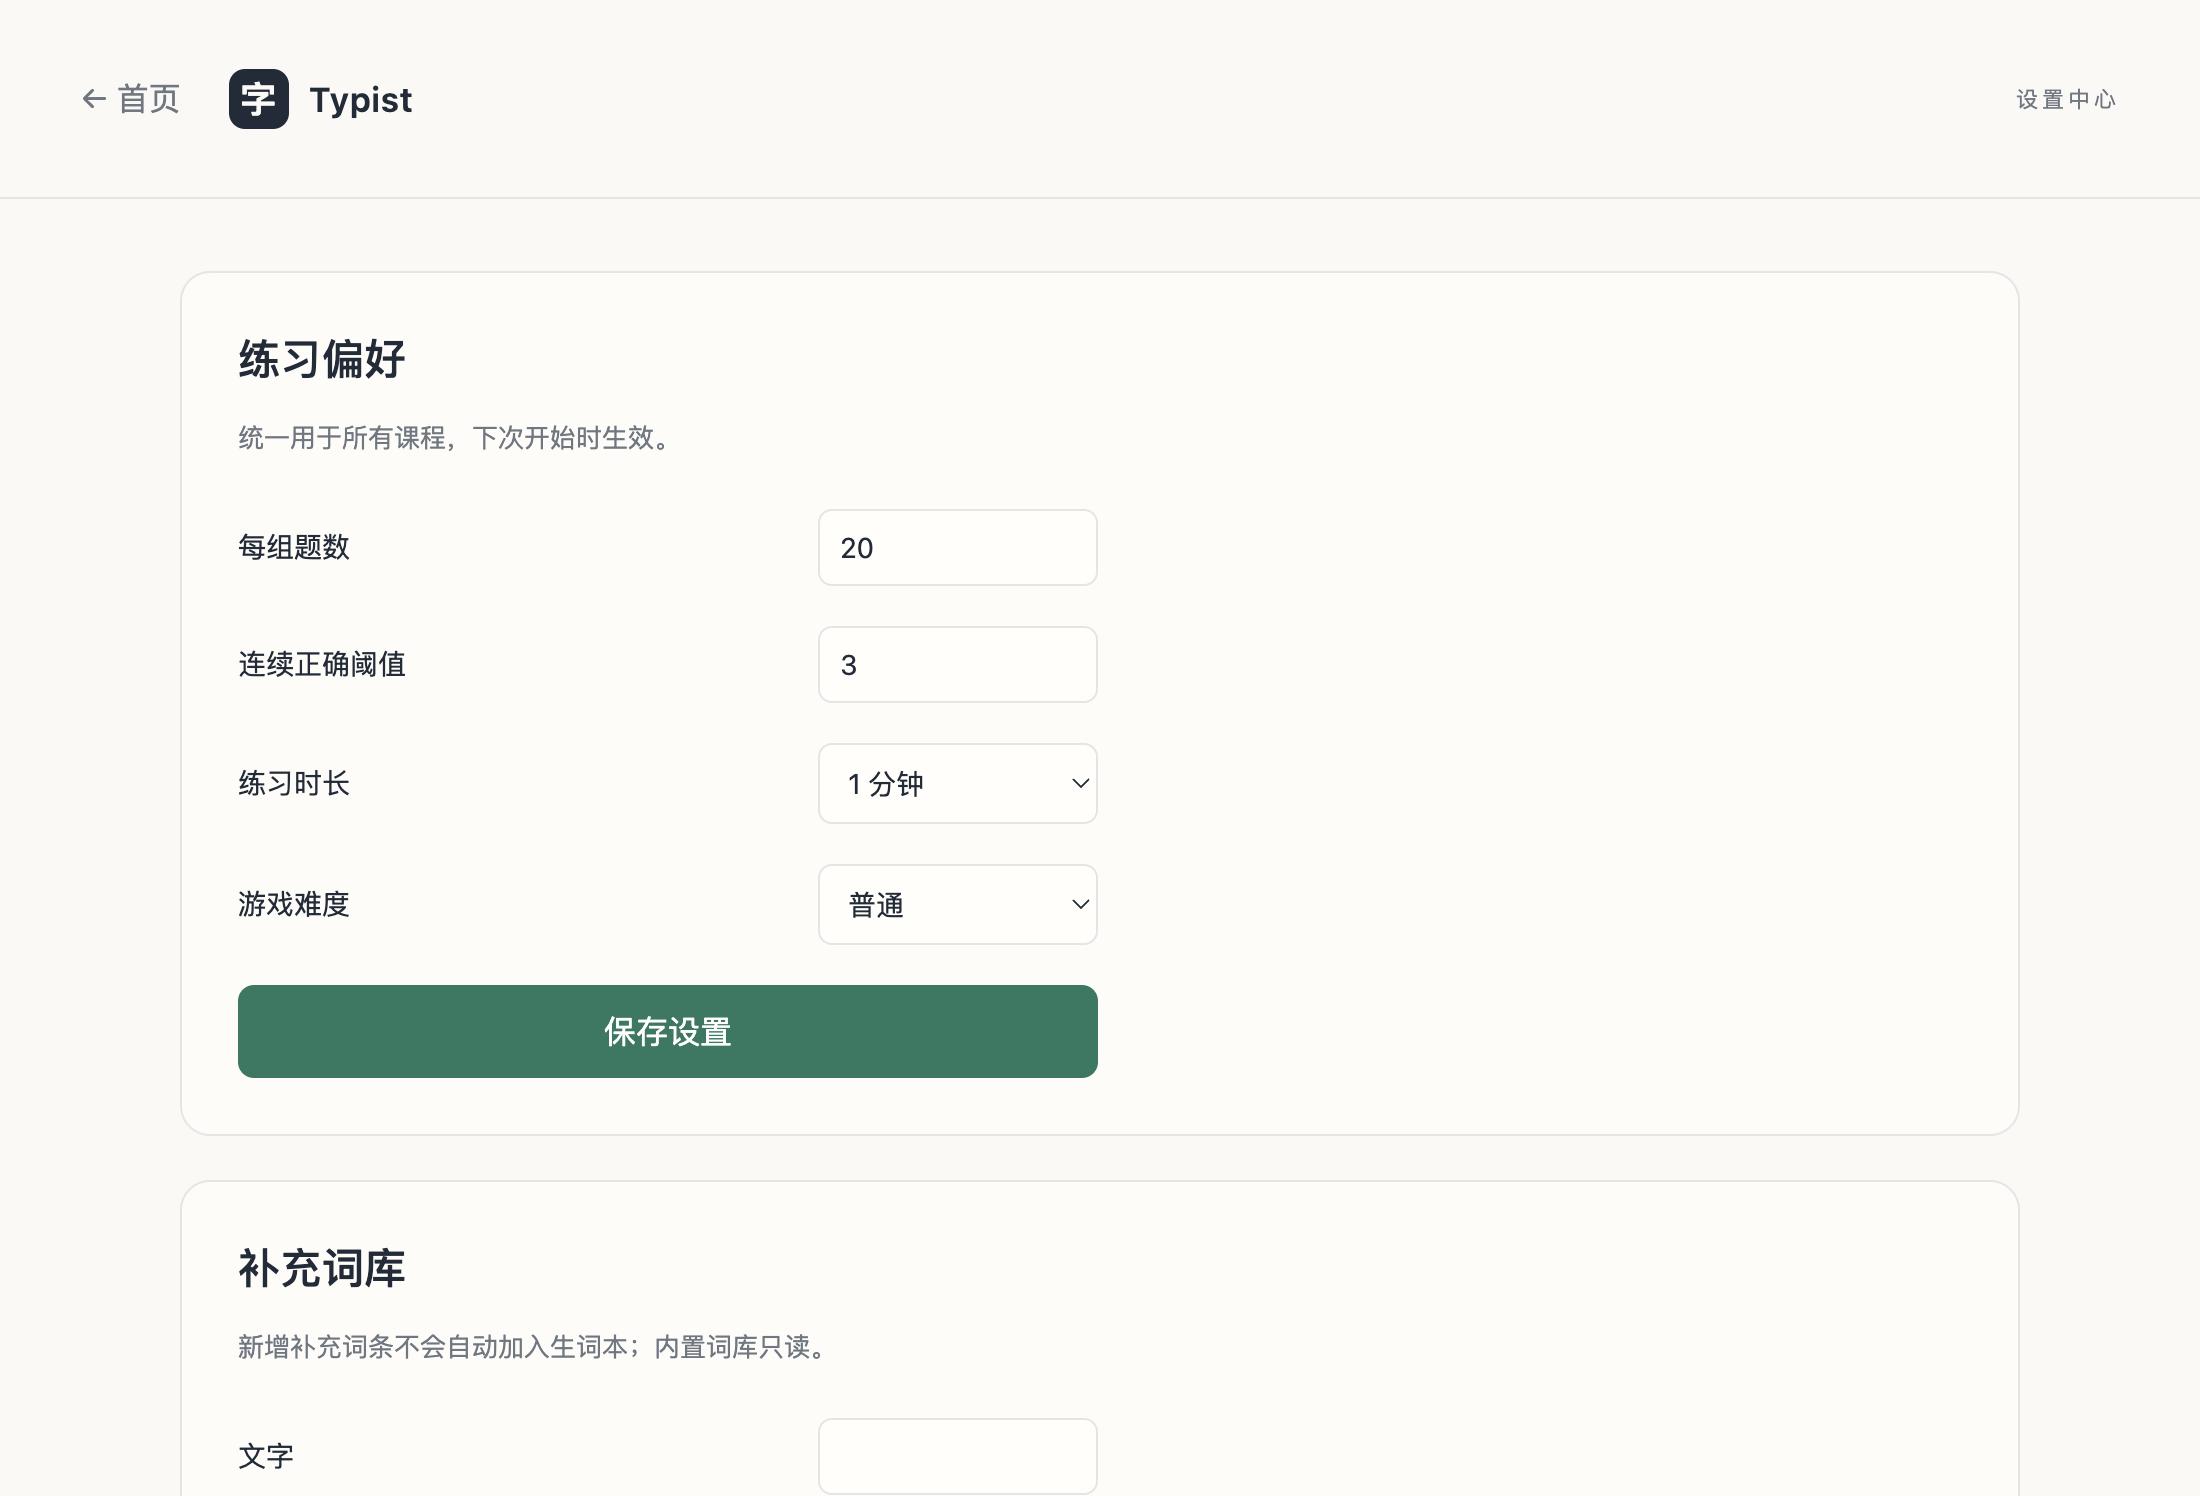 ← 首页 字 Typist 设置中心
练习偏好
统一用于所有课程，下次开始时生效。
每组题数 20
连续正确阈值 3
练习时长 1 分钟
游戏难度 普通
保存设置
补充词库
新增补充词条不会自动加入生词本；内置词库只读。
文字